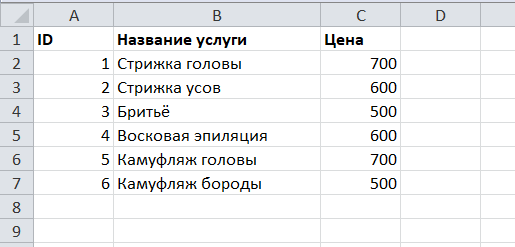 A B C D
1 ID Название услуги Цена
2 1 Стрижка головы 700
3 2 Стрижка усов 600
4 3 Бритьё 500
5 4 Восковая эпиляция 600
6 5 Камуфляж головы 700
7 6 Камуфляж бороды 500
8
9